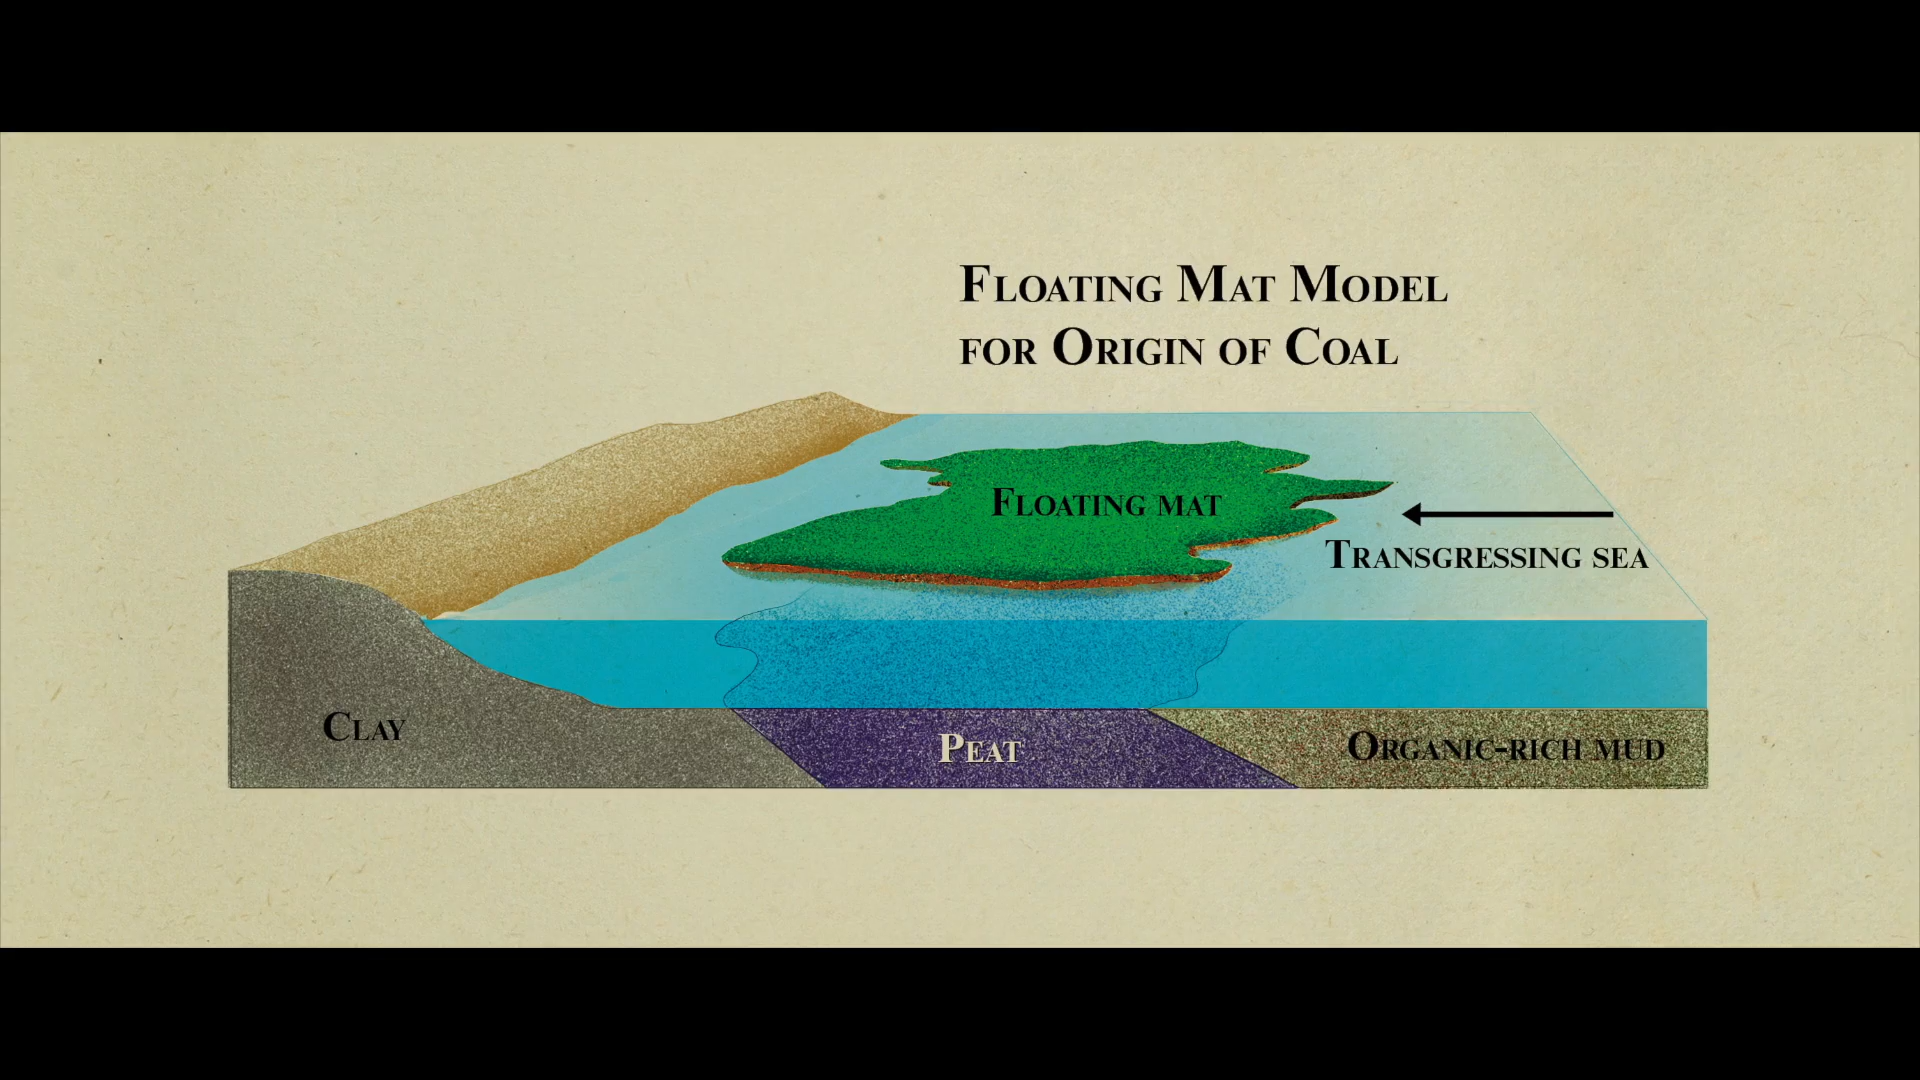 Floating Mat Model
for Origin of Coal
Floating mat
Transgressing sea
Clay
Peat
Organic-rich mud